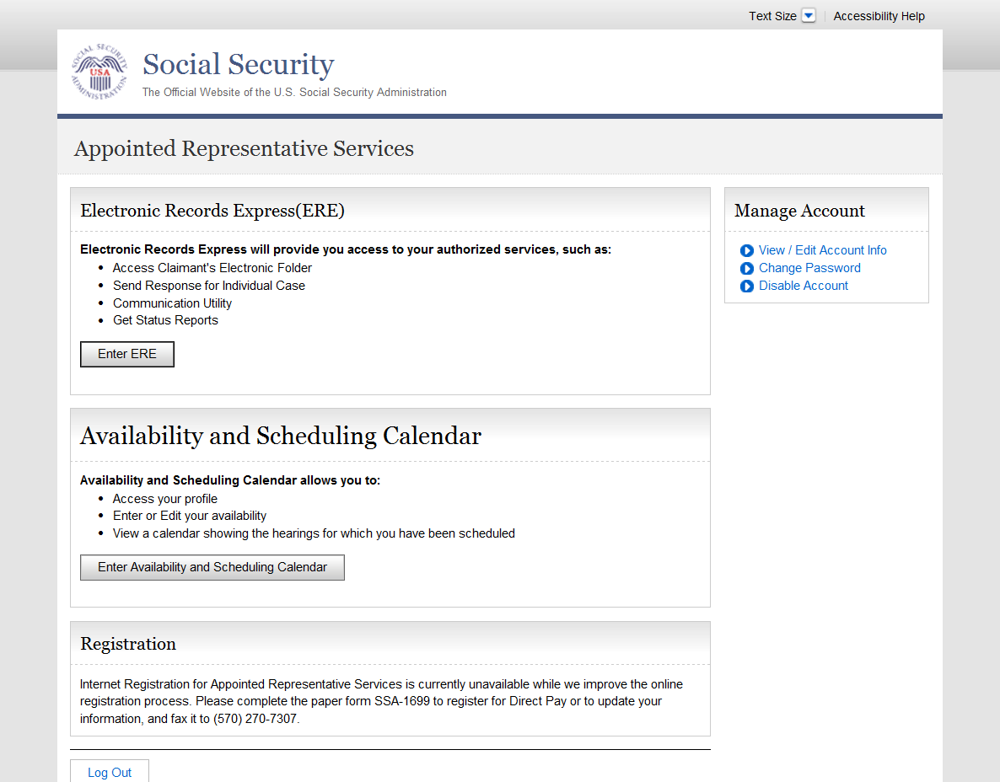 Text Size
Accessibility Help
SOCIAL SECURITY ADMINISTRATION
USA
Social Security
The Official Website of the U.S. Social Security Administration
Appointed Representative Services
Electronic Records Express(ERE)
Electronic Records Express will provide you access to your authorized services, such as:
Access Claimant's Electronic Folder
Send Response for Individual Case
Communication Utility
Get Status Reports
Enter ERE
Manage Account
View / Edit Account Info
Change Password
Disable Account
Availability and Scheduling Calendar
Availability and Scheduling Calendar allows you to:
Access your profile
Enter or Edit your availability
View a calendar showing the hearings for which you have been scheduled
Enter Availability and Scheduling Calendar
Registration
Internet Registration for Appointed Representative Services is currently unavailable while we improve the online
registration process. Please complete the paper form SSA-1699 to register for Direct Pay or to update your
information, and fax it to (570) 270-7307.
Log Out